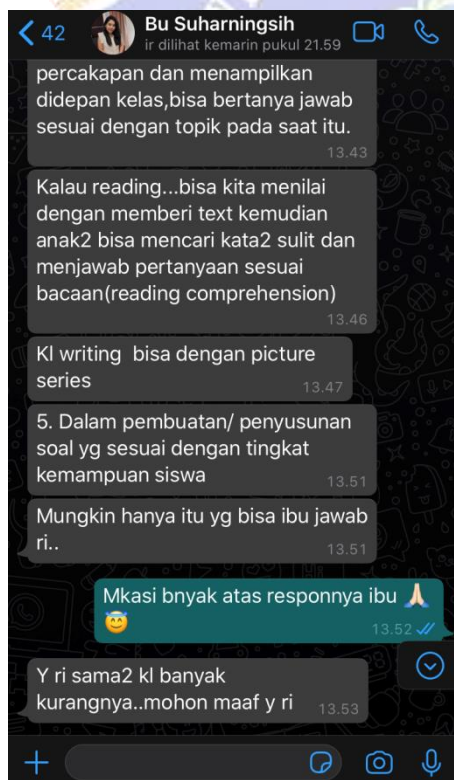 42
Bu Suharningsih
ir dilihat kemarin pukul 21.59
percakapan dan menampilkan
didepan kelas,bisa bertanya jawab
sesuai dengan topik pada saat itu.
13.43
Kalau reading...bisa kita menilai
dengan memberi text kemudian
anak2 bisa mencari kata2 sulit dan
menjawab pertanyaan sesuai
bacaan(reading comprehension)
13.46
Kl writing bisa dengan picture
series
13.47
5. Dalam pembuatan/ penyusunan
soal yg sesuai dengan tingkat
kemampuan siswa
13.51
Mungkin hanya itu yg bisa ibu jawab
ri..
13.51
Mkasi bnyak atas responnya ibu 🙏🏻
😇
13.52
Y ri sama2 kl banyak
kurangnya..mohon maaf y ri
13.53